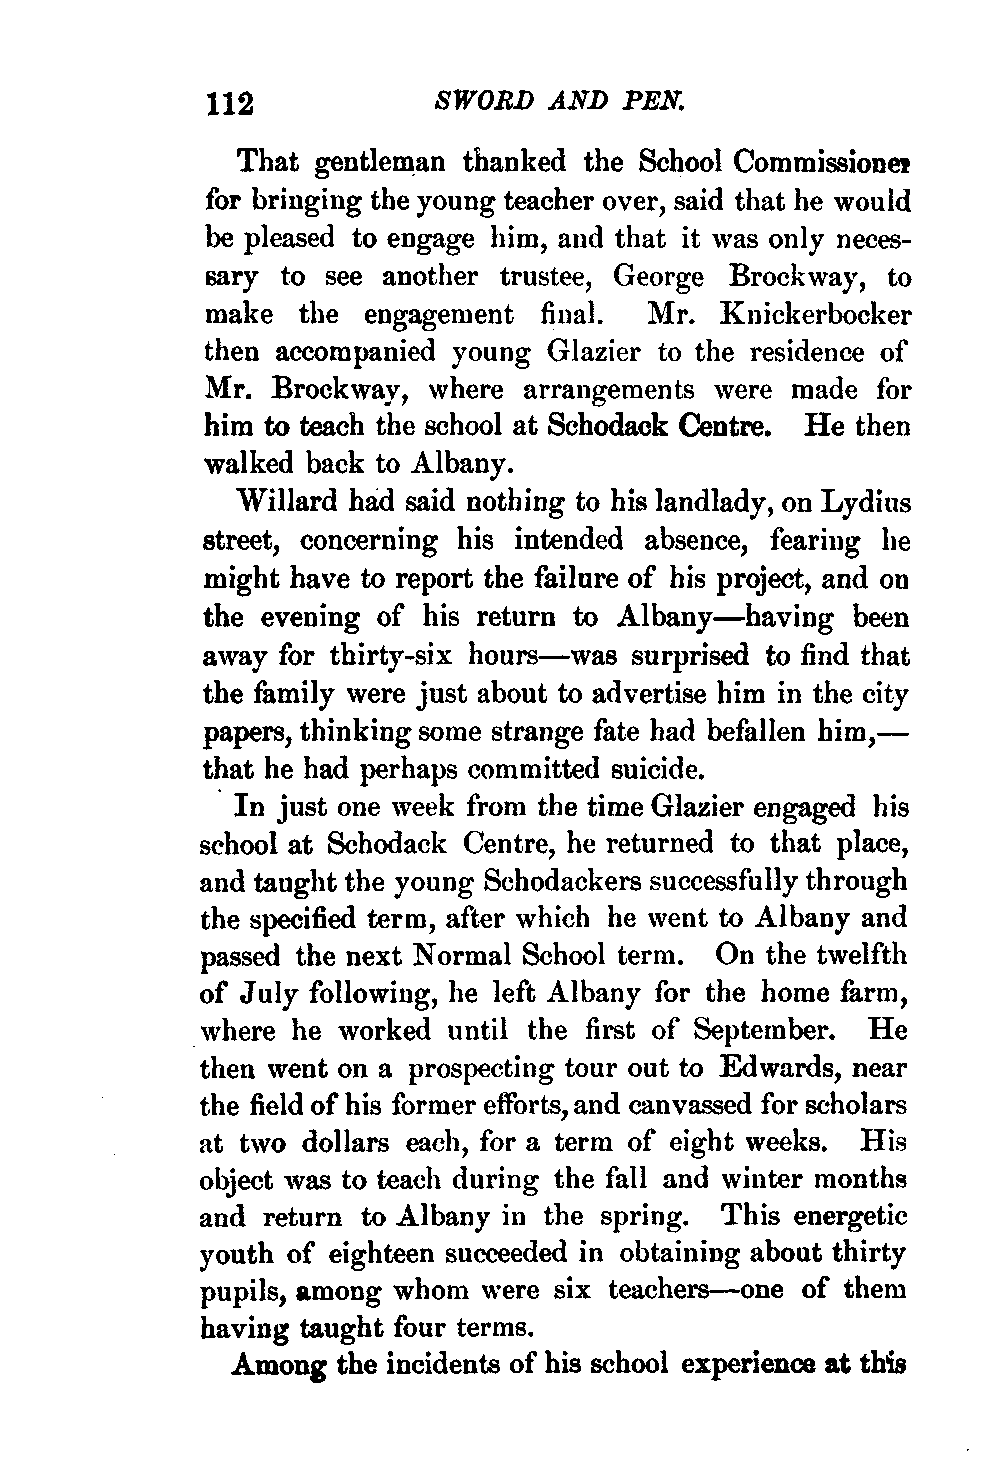 112 SWORD AND PEN.
That gentleman thanked the School Commissioner
for bringing the young teacher over, said that he would
be pleased to engage him, and that it was only neces-
sary to see another trustee, George Brockway, to
make the engagement final. Mr. Knickerbocker
then accompanied young Glazier to the residence of
Mr. Brockway, where arrangements were made for
him to teach the school at Schodack Centre. He then
walked back to Albany.
Willard had said nothing to his landlady, on Lydius
street, concerning his intended absence, fearing he
might have to report the failure of his project, and on
the evening of his return to Albany—having been
away for thirty-six hours—was surprised to find that
the family were just about to advertise him in the city
papers, thinking some strange fate had befallen him,—
that he had perhaps committed suicide.
In just one week from the time Glazier engaged his
school at Schodack Centre, he returned to that place,
and taught the young Schodackers successfully through
the specified term, after which he went to Albany and
passed the next Normal School term. On the twelfth
of July following, he left Albany for the home farm,
where he worked until the first of September. He
then went on a prospecting tour out to Edwards, near
the field of his former efforts, and canvassed for scholars
at two dollars each, for a term of eight weeks. His
object was to teach during the fall and winter months
and return to Albany in the spring. This energetic
youth of eighteen succeeded in obtaining about thirty
pupils, among whom were six teachers—one of them
having taught four terms.
Among the incidents of his school experience at this